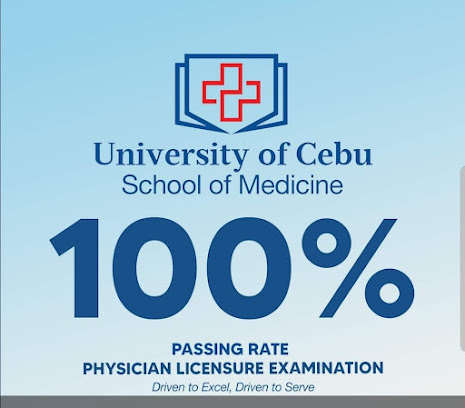 University of Cebu
School of Medicine
100%
PASSING RATE
PHYSICIAN LICENSURE EXAMINATION
Driven to Excel, Driven to Serve